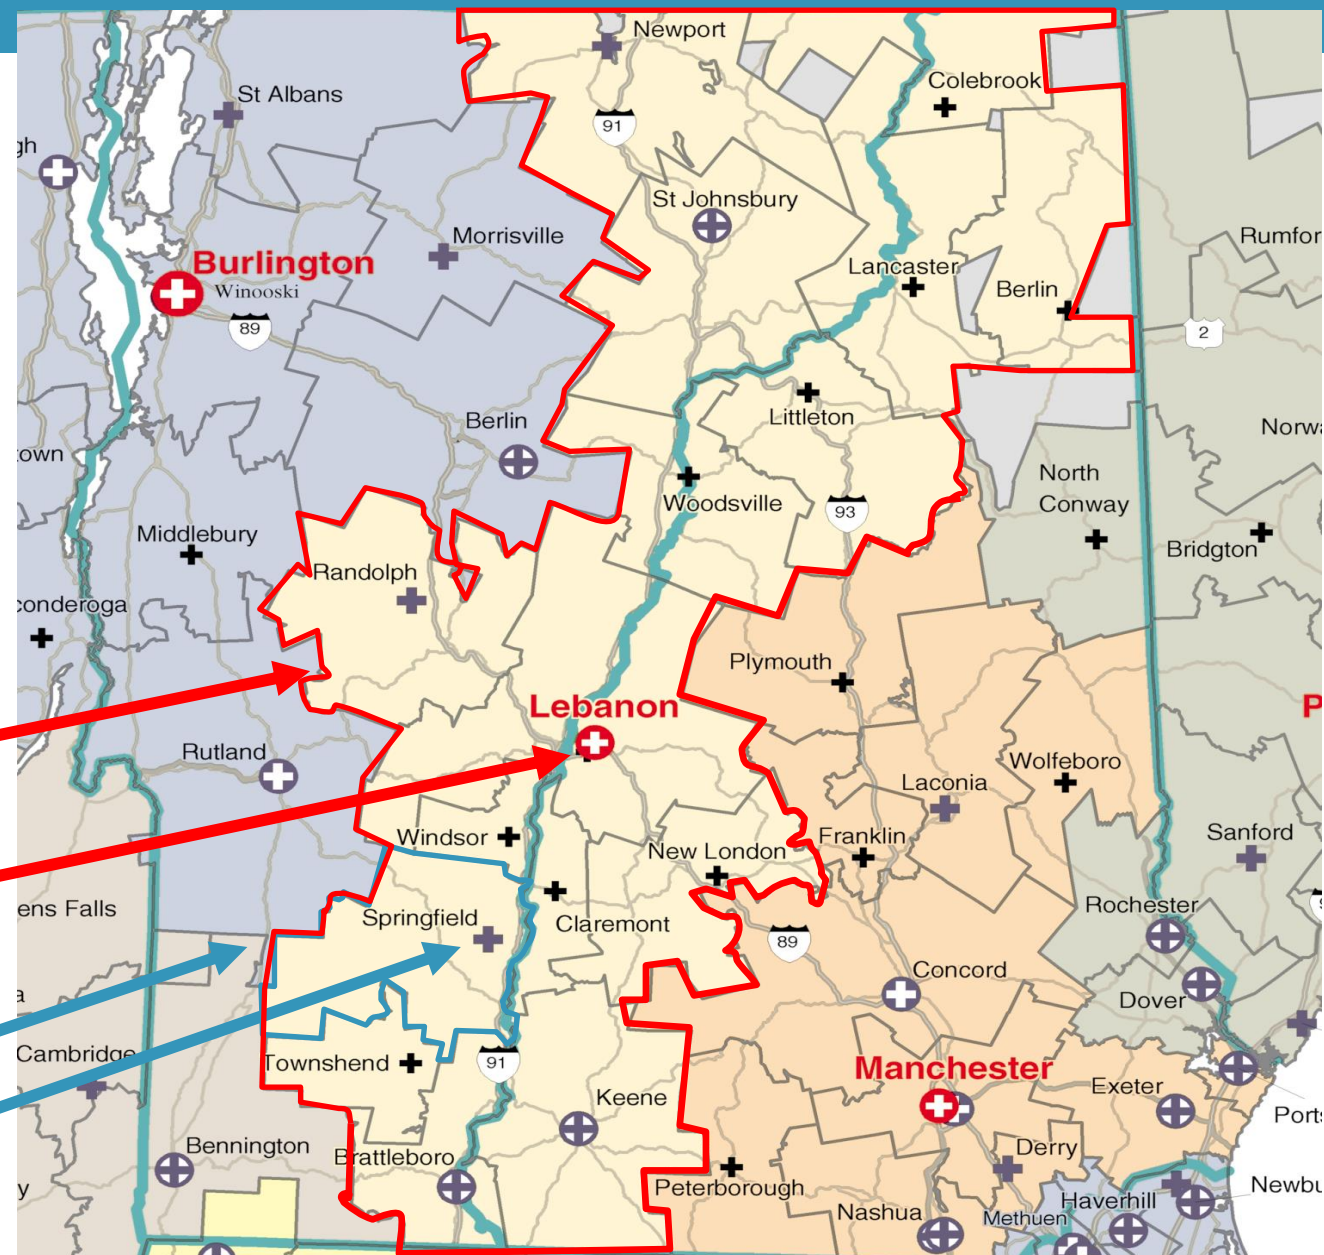 Newport
Colebrook
St Albans
91
gh
St Johnsbury
Morrisville
Rumfor
Burlington
Winooski
Lancaster
Berlin
89
2
Littleton
Berlin
Norwa
town
North
Conway
Woodsville
93
Middlebury
Bridgton
Randolph
conderoga
Plymouth
Lebanon
P
Rutland
Wolfeboro
Laconia
Windsor
Franklin
Sanford
New London
ens Falls
Springfield
Claremont
Rochester
89
Concord
a
Dover
Cambridge
Townshend
91
Manchester
Keene
Exeter
Ports
Bennington
Brattleboro
Derry
y
Peterborough
Haverhill
Newbu
Nashua
Methuen